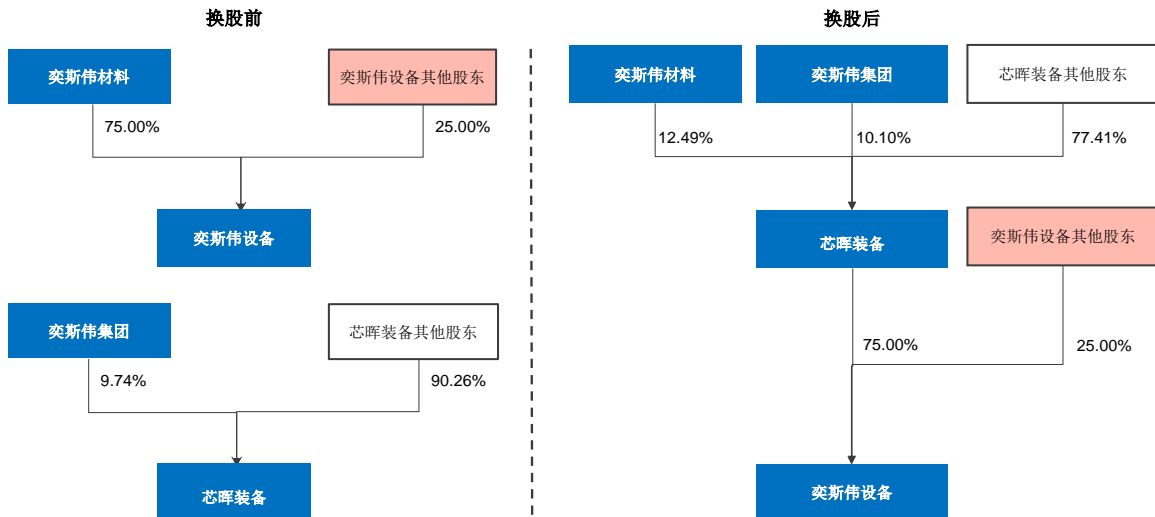 换股前
奕斯伟材料
奕斯伟设备其他股东
75.00%
25.00%
奕斯伟设备
奕斯伟集团
芯晖装备其他股东
9.74%
90.26%
芯晖装备
换股后
奕斯伟材料
奕斯伟集团
芯晖装备其他股东
12.49%
10.10%
77.41%
芯晖装备
奕斯伟设备其他股东
75.00%
25.00%
奕斯伟设备